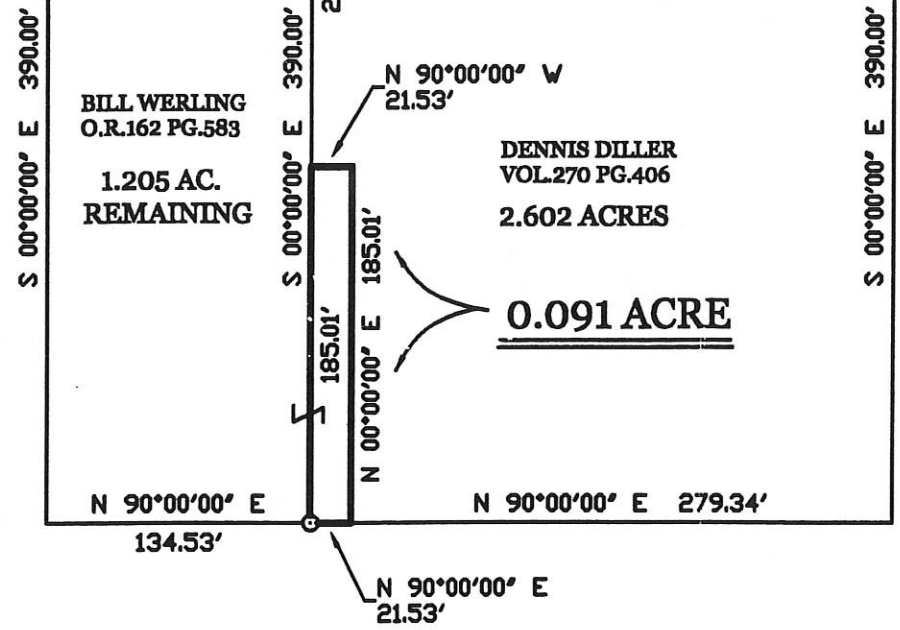 S 00°00'00" E 390.00'
BILL WERLING
O.R.162 PG.583
1.205 AC.
REMAINING
S 00°00'00" E 390.00'
2
N 90°00'00" W
21.53'
DENNIS DILLER
VOL.270 PG.406
2.602 ACRES
S 00°00'00" E 390.00'
185.01'
N 00°00'00" E 185.01'
0.091 ACRE
N 90°00'00" E
134.53'
N 90°00'00" E 279.34'
N 90°00'00" E
21.53'